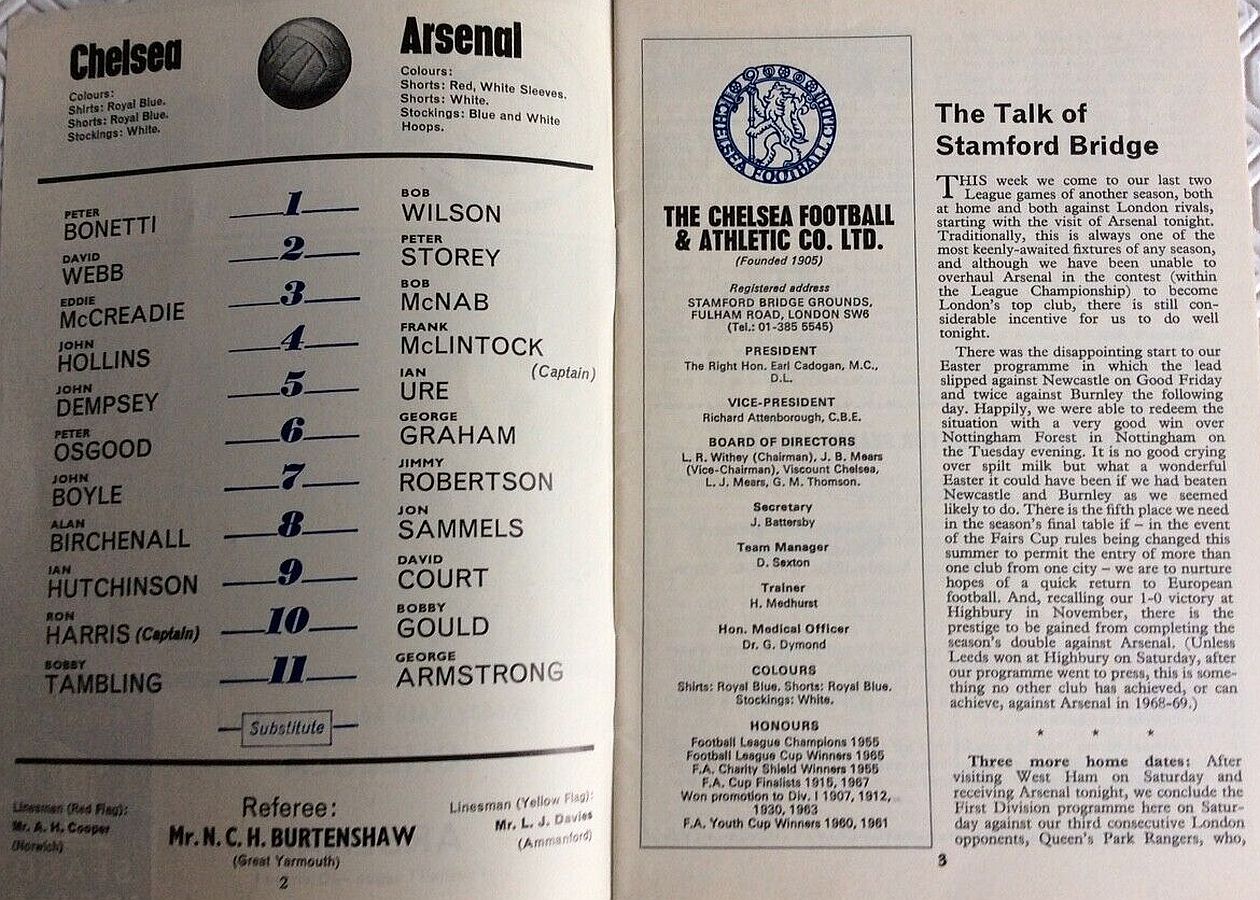 Chelsea
Colours:
Shirts: Royal Blue.
Shorts: Royal Blue.
Stockings: White.
Arsenal
Colours:
Shorts: Red, White Sleeves.
Shorts: White.
Stockings: Blue and White
Hoops.
PETER
BONETTI
1
BOB
WILSON
DAVID
WEBB
2
PETER
STOREY
EDDIE
McCREADIE
3
BOB
McNAB
JOHN
HOLLINS
4
FRANK
McLINTOCK
(Captain)
JOHN
DEMPSEY
5
IAN
URE
PETER
OSGOOD
6
GEORGE
GRAHAM
JOHN
BOYLE
7
JIMMY
ROBERTSON
ALAN
BIRCHENALL
8
JON
SAMMELS
IAN
HUTCHINSON
9
DAVID
COURT
RON
HARRIS (Captain)
10
BOBBY
GOULD
BOBBY
TAMBLING
11
GEORGE
ARMSTRONG
Substitute
Linesman (Red Flag):
Mr. A. H. Cooper
(Norwich)
Referee:
Mr. N. C. H. BURTENSHAW
(Great Yarmouth)
Linesman (Yellow Flag):
Mr. L. J. Davies
(Ammanford)
2
CHELSEA FOOTBALL CLUB
THE CHELSEA FOOTBALL
& ATHLETIC CO. LTD.
(Founded 1905)
Registered address
STAMFORD BRIDGE GROUNDS,
FULHAM ROAD, LONDON SW6
(Tel.: 01-385 5545)
PRESIDENT
The Right Hon. Earl Cadogan, M.C.,
D.L.
VICE-PRESIDENT
Richard Attenborough, C.B.E.
BOARD OF DIRECTORS
L. R. Withey (Chairman), J. B. Mears
(Vice-Chairman), Viscount Chelsea,
L. J. Mears, G. M. Thomson.
Secretary
J. Battersby
Team Manager
D. Sexton
Trainer
H. Medhurst
Hon. Medical Officer
Dr. G. Dymond
COLOURS
Shirts: Royal Blue. Shorts: Royal Blue.
Stockings: White.
HONOURS
Football League Champions 1955
Football League Cup Winners 1965
F.A. Charity Shield Winners 1955
F.A. Cup Finalists 1915, 1967
Won promotion to Div. I 1907, 1912,
1930, 1963
F.A. Youth Cup Winners 1960, 1961
The Talk of
Stamford Bridge
THIS week we come to our last two
League games of another season, both
at home and both against London rivals,
starting with the visit of Arsenal tonight.
Traditionally, this is always one of the
most keenly-awaited fixtures of any season,
and although we have been unable to
overhaul Arsenal in the contest (within
the League Championship) to become
London's top club, there is still con-
siderable incentive for us to do well
tonight.
There was the disappointing start to our
Easter programme in which the lead
slipped against Newcastle on Good Friday
and twice against Burnley the following
day. Happily, we were able to redeem the
situation with a very good win over
Nottingham Forest in Nottingham on
the Tuesday evening. It is no good crying
over spilt milk but what a wonderful
Easter it could have been if we had beaten
Newcastle and Burnley as we seemed
likely to do. There is the fifth place we need
in the season's final table if – in the event
of the Fairs Cup rules being changed this
summer to permit the entry of more than
one club from one city – we are to nurture
hopes of a quick return to European
football. And, recalling our 1-0 victory at
Highbury in November, there is the
prestige to be gained from completing the
season's double against Arsenal. (Unless
Leeds won at Highbury on Saturday, after
our programme went to press, this is some-
thing no other club has achieved, or can
achieve, against Arsenal in 1968-69.)
* * *
Three more home dates: After
visiting West Ham on Saturday and
receiving Arsenal tonight, we conclude the
First Division programme here on Satur-
day against our third consecutive London
opponents, Queen's Park Rangers, who,
3